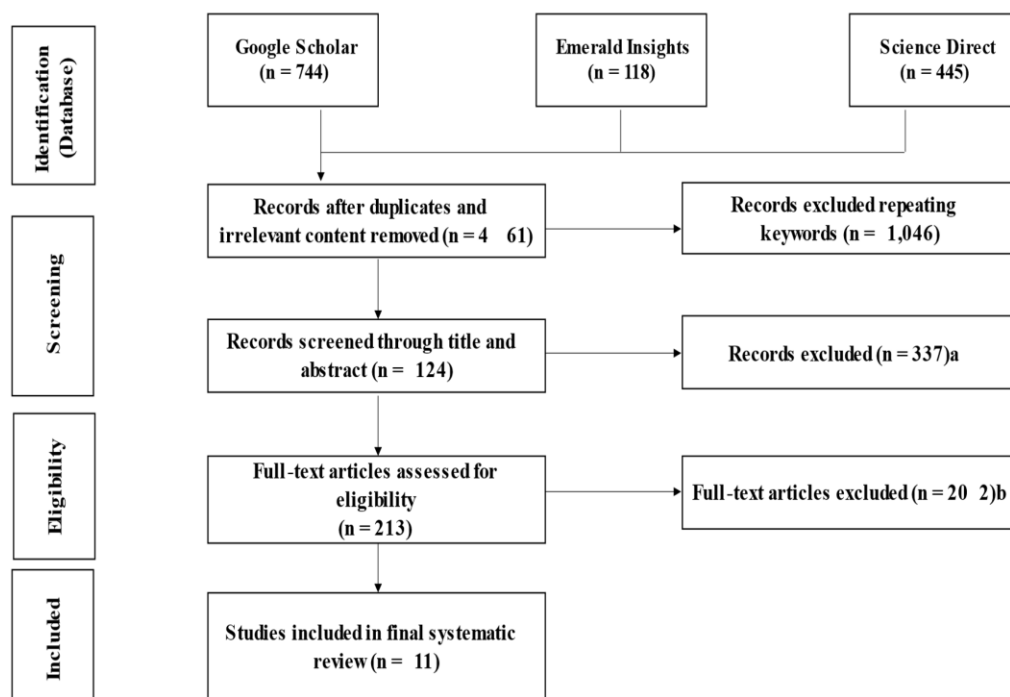 Identification
(Database)
Google Scholar
(n = 744)
Emerald Insights
(n = 118)
Science Direct
(n = 445)
Screening
Records after duplicates and
irrelevant content removed (n = 4 61)
Records excluded repeating
keywords (n = 1,046)
Records screened through title and
abstract (n = 124)
Records excluded (n = 337)a
Eligibility
Full-text articles assessed for
eligibility
(n = 213)
Full-text articles excluded (n = 20 2)b
Included
Studies included in final systematic
review (n = 11)